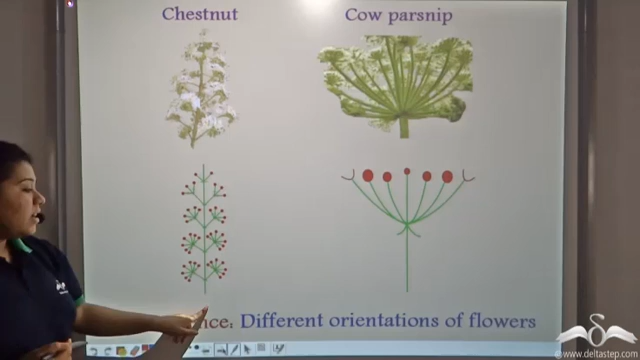 Chestnut
Cow parsnip
Different orientations of flowers
©www.deltastep.com